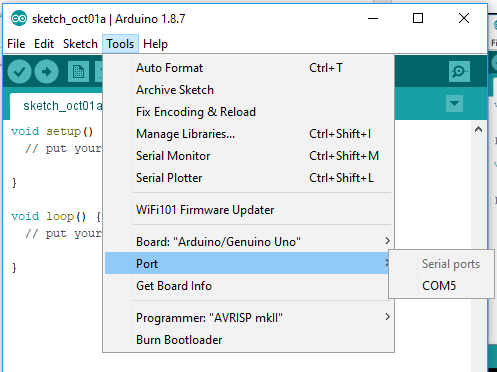 sketch_oct01a | Arduino 1.8.7
File Edit Sketch Tools Help
sketch_oct01a
void setup()
// put your
}
void loop() {
// put your
}
Auto Format Ctrl+T
Archive Sketch
Fix Encoding & Reload
Manage Libraries... Ctrl+Shift+I
Serial Monitor Ctrl+Shift+M
Serial Plotter Ctrl+Shift+L
WiFi101 Firmware Updater
Board: "Arduino/Genuino Uno"
Port
Get Board Info
Programmer: "AVRISP mkII"
Burn Bootloader
Serial ports
COM5